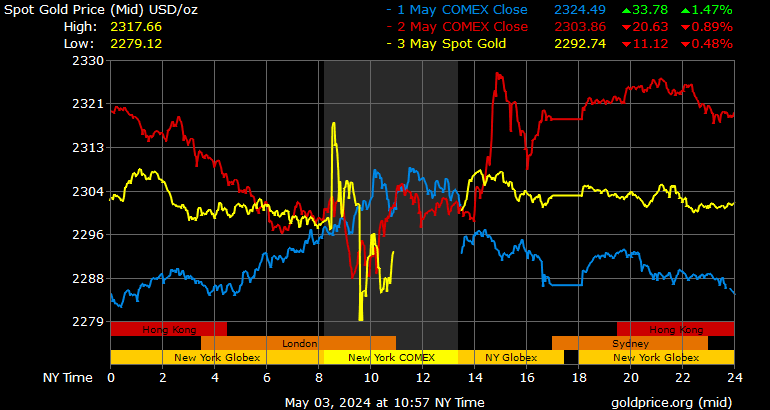 Spot Gold Price (Mid) USD/oz - 1 May COMEX Close 2324.49 ▲33.78 ▲1.47%
High: 2317.66 - 2 May COMEX Close 2303.86 ▼20.63 ▼0.89%
Low: 2279.12 - 3 May Spot Gold 2292.74 ▼11.12 ▼0.48%
2330
2321
2313
2304
2296
2288
2279
Hong Kong Hong Kong
London Sydney
New York Globex New York COMEX NY Globex New York Globex
NY Time 0 2 4 6 8 10 12 14 16 18 20 22 24
May 03, 2024 at 10:57 NY Time goldprice.org (mid)